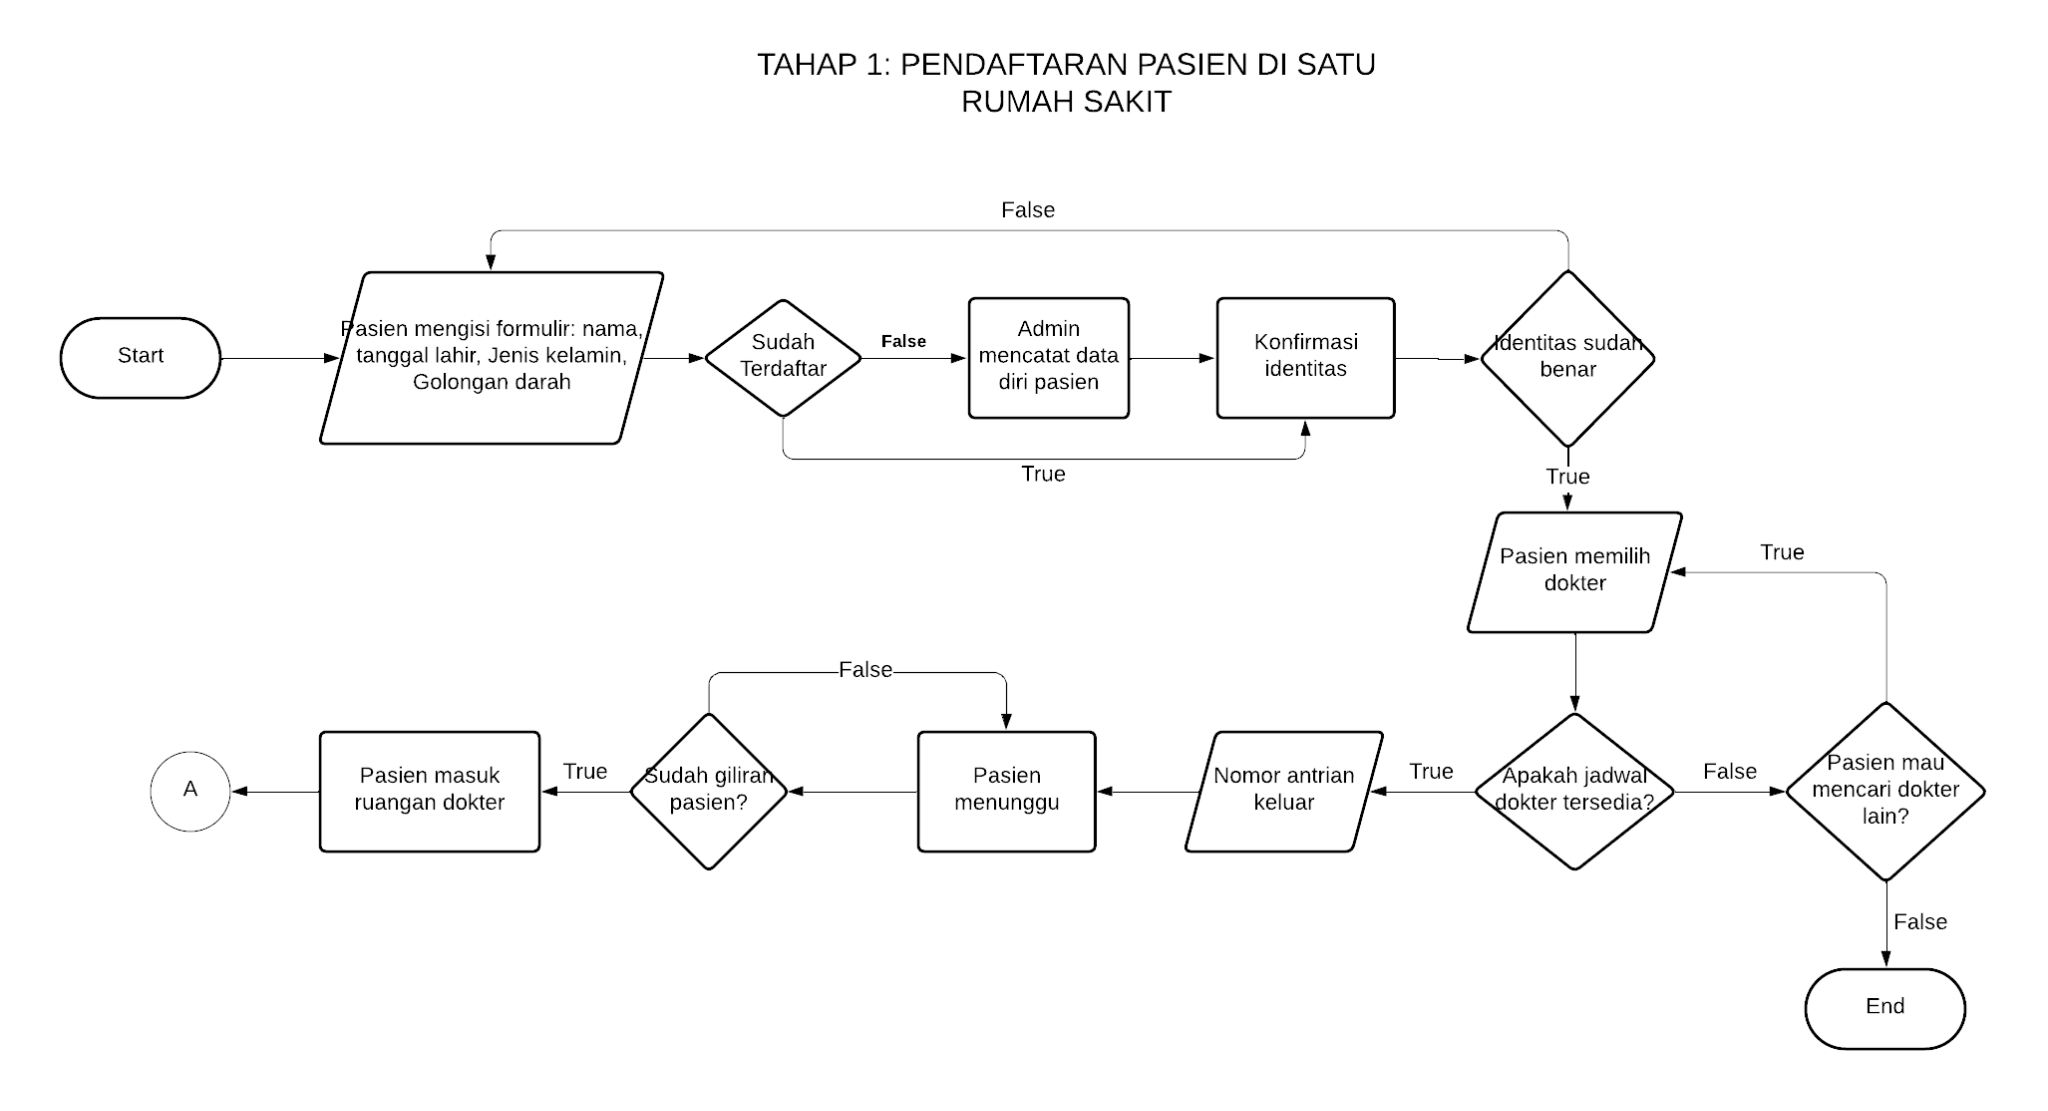 TAHAP 1: PENDAFTARAN PASIEN DI SATU
RUMAH SAKIT
False
Start
Pasien mengisi formulir: nama,
tanggal lahir, Jenis kelamin,
Golongan darah
Sudah
Terdaftar
False
Admin
mencatat data
diri pasien
Konfirmasi
identitas
Identitas sudah
benar
True
True
Pasien memilih
dokter
True
False
A
Pasien masuk
ruangan dokter
True
Sudah giliran
pasien?
Pasien
menunggu
Nomor antrian
keluar
True
Apakah jadwal
dokter tersedia?
False
Pasien mau
mencari dokter
lain?
False
End